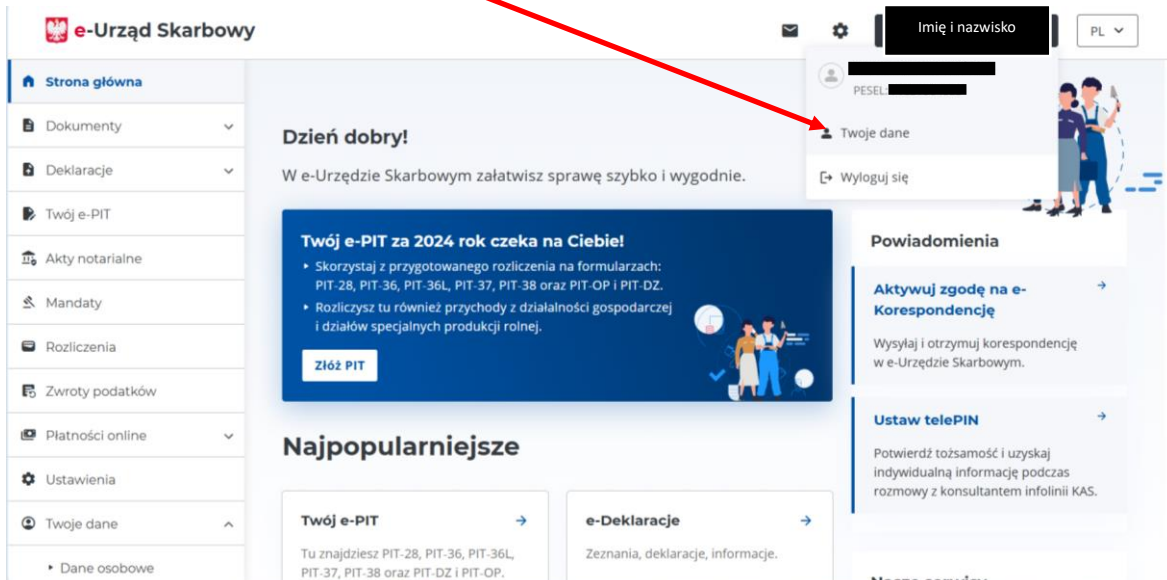 e-Urząd Skarbowy
Imię i nazwisko
PL
PESEL:
Twoje dane
Wyloguj się
Strona główna
Dokumenty
Deklaracje
Twój e-PIT
Akty notarialne
Mandaty
Rozliczenia
Zwroty podatków
Płatności online
Ustawienia
Twoje dane
Dane osobowe
Dzień dobry!
W e-Urzędzie Skarbowym załatwisz sprawę szybko i wygodnie.
Twój e-PIT za 2024 rok czeka na Ciebie!
Skorzystaj z przygotowanego rozliczenia na formularzach:
PIT-28, PIT-36, PIT-36L, PIT-37, PIT-38 oraz PIT-OP i PIT-DZ.
Rozliczysz tu również przychody z działalności gospodarczej
i działów specjalnych produkcji rolnej.
Złóż PIT
Najpopularniejsze
Twój e-PIT
Tu znajdziesz PIT-28, PIT-36, PIT-36L,
PIT-37, PIT-38 oraz PIT-DZ i PIT-OP.
e-Deklaracje
Zeznania, deklaracje, informacje.
Powiadomienia
Aktywuj zgodę na e-
Korespondencję
Wysyłaj i otrzymuj korespondencję
w e-Urzędzie Skarbowym.
Ustaw telePIN
Potwierdź tożsamość i uzyskaj
indywidualną informację podczas
rozmowy z konsultantem infolinii KAS.